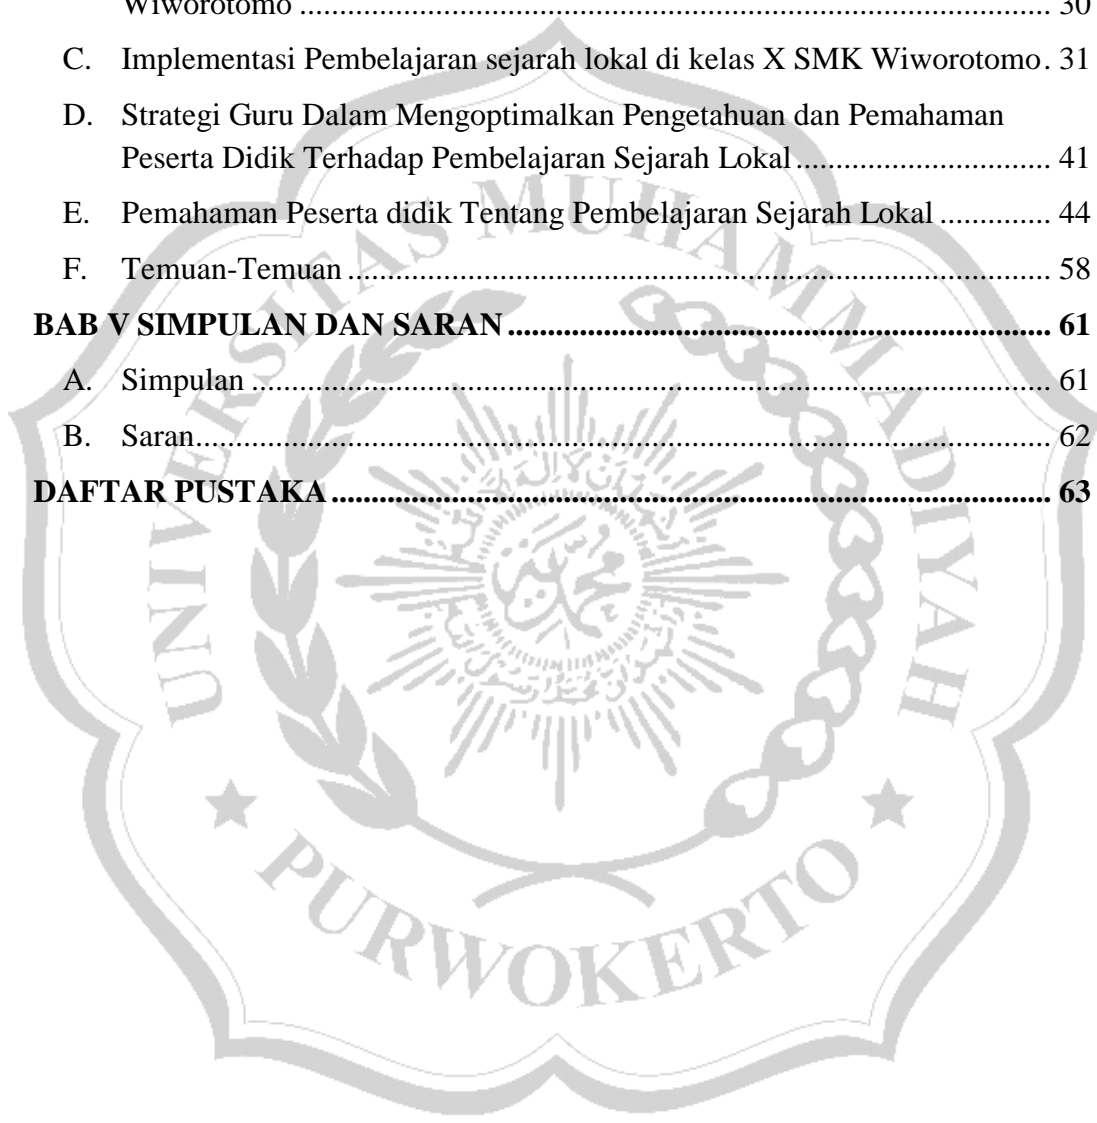 Wiworotomo ............................................................................................... 30
C. Implementasi Pembelajaran sejarah lokal di kelas X SMK Wiworotomo. 31
D. Strategi Guru Dalam Mengoptimalkan Pengetahuan dan Pemahaman
Peserta Didik Terhadap Pembelajaran Sejarah Lokal ................................ 41
E. Pemahaman Peserta didik Tentang Pembelajaran Sejarah Lokal .............. 44
F. Temuan-Temuan ......................................................................................... 58
BAB V SIMPULAN DAN SARAN .................................................................... 61
A. Simpulan ..................................................................................................... 61
B. Saran............................................................................................................ 62
DAFTAR PUSTAKA .......................................................................................... 63
UNIVERSITAS MUHAMMADIYAH
PURWOKERTO